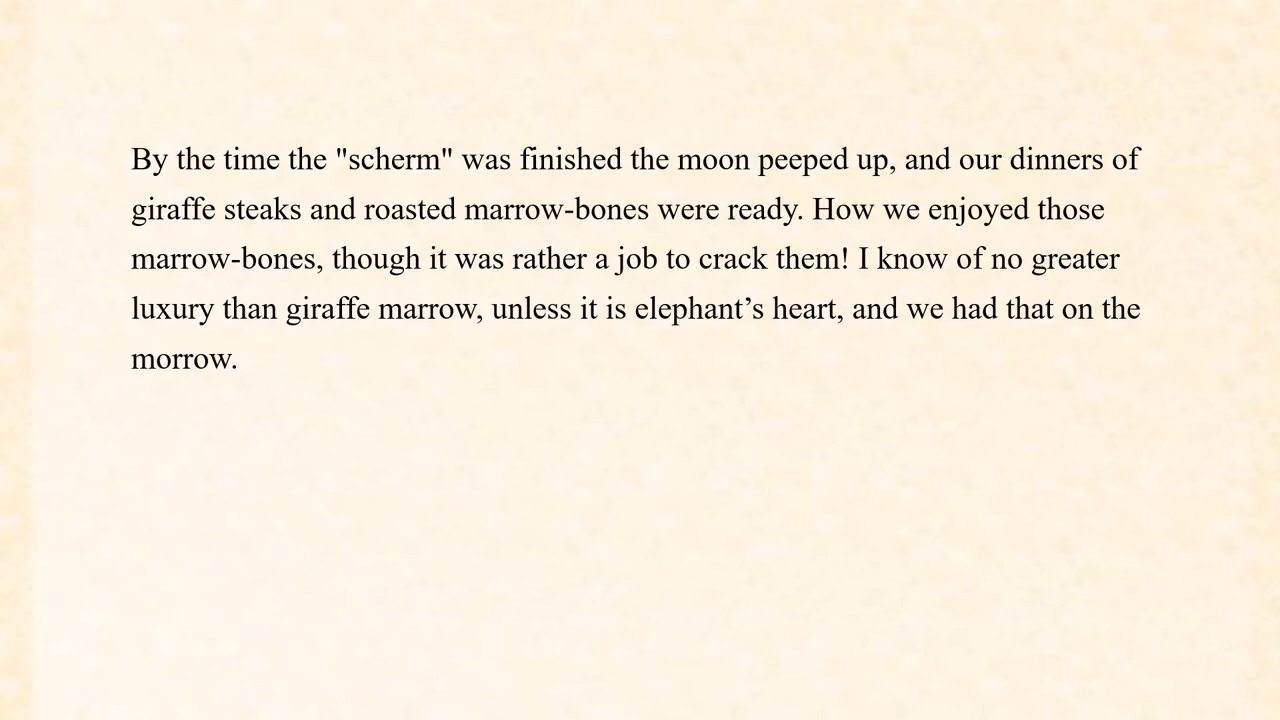 By the time the "scherm" was finished the moon peeped up, and our dinners of
giraffe steaks and roasted marrow-bones were ready. How we enjoyed those
marrow-bones, though it was rather a job to crack them! I know of no greater
luxury than giraffe marrow, unless it is elephant’s heart, and we had that on the
morrow.